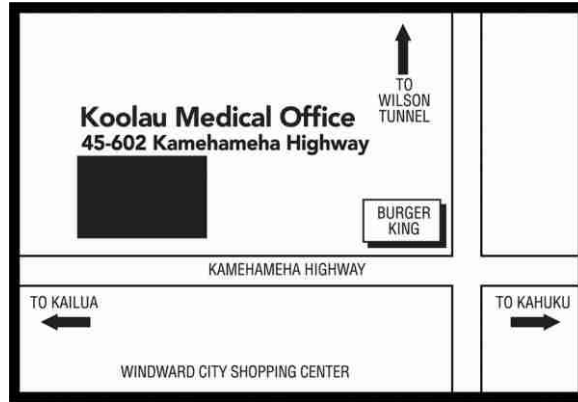 TO
WILSON
TUNNEL
Koolau Medical Office
45-602 Kamehameha Highway
BURGER
KING
KAMEHAMEHA HIGHWAY
TO KAILUA
TO KAHUKU
WINDWARD CITY SHOPPING CENTER